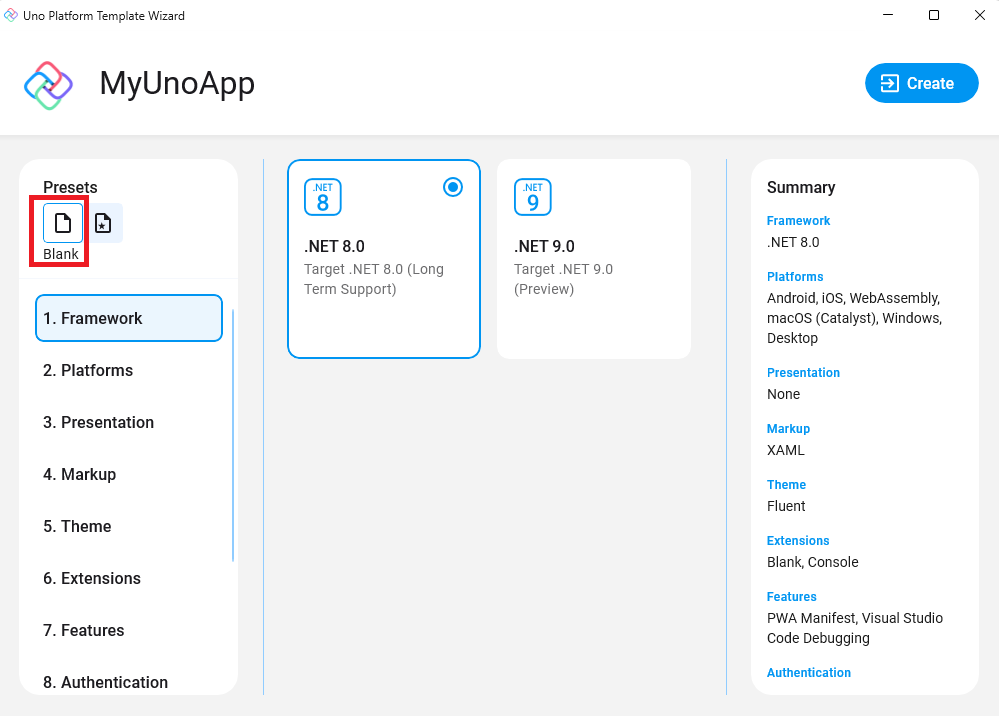 Uno Platform Template Wizard
MyUnoApp
Create
Presets
Blank
1. Framework
2. Platforms
3. Presentation
4. Markup
5. Theme
6. Extensions
7. Features
8. Authentication
.NET
8
.NET 8.0
Target .NET 8.0 (Long
Term Support)
.NET
9
.NET 9.0
Target .NET 9.0
(Preview)
Summary
Framework
.NET 8.0
Platforms
Android, iOS, WebAssembly,
macOS (Catalyst), Windows,
Desktop
Presentation
None
Markup
XAML
Theme
Fluent
Extensions
Blank, Console
Features
PWA Manifest, Visual Studio
Code Debugging
Authentication